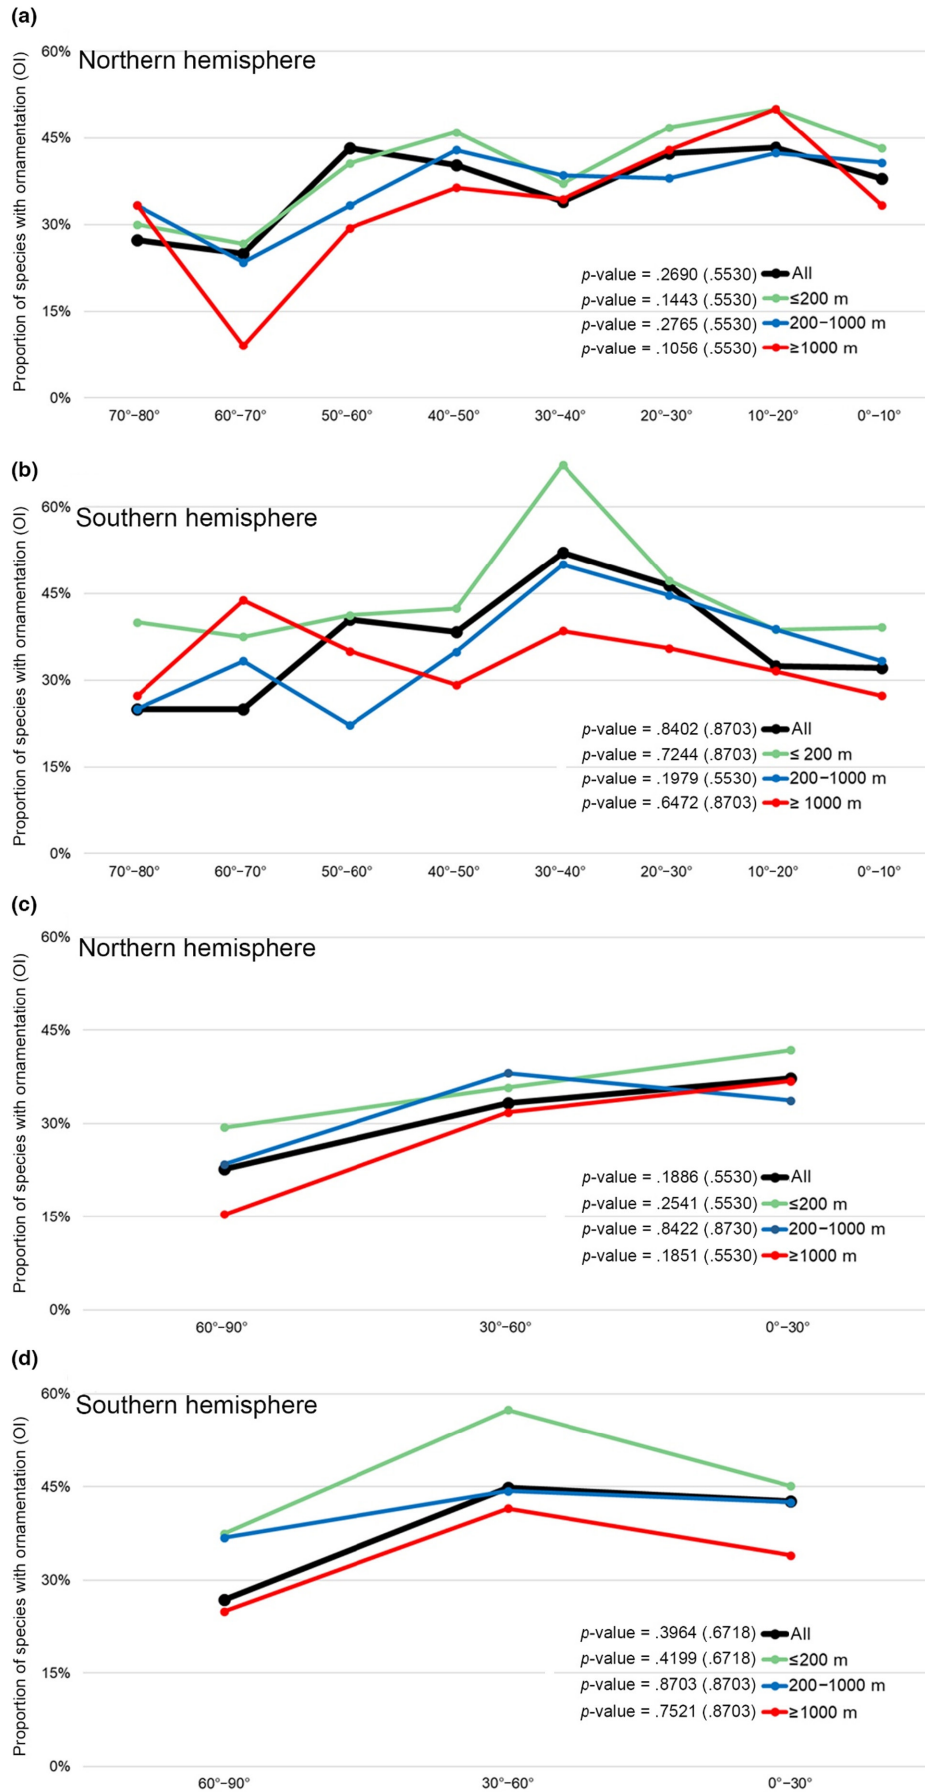 (a)
Proportion of species with ornamentation (OI)
Northern hemisphere
60%
45%
30%
15%
0%
p-value = .2690 (.5530) All
p-value = .1443 (.5530) ≤200 m
p-value = .2765 (.5530) 200−1000 m
p-value = .1056 (.5530) ≥1000 m
70°−80° 60°−70° 50°−60° 40°−50° 30°−40° 20°−30° 10°−20° 0°−10°
(b)
Proportion of species with ornamentation (OI)
Southern hemisphere
60%
45%
30%
15%
0%
p-value = .8402 (.8703) All
p-value = .7244 (.8703) ≤ 200 m
p-value = .1979 (.5530) 200−1000 m
p-value = .6472 (.8703) ≥ 1000 m
70°−80° 60°−70° 50°−60° 40°−50° 30°−40° 20°−30° 10°−20° 0°−10°
(c)
Proportion of species with ornamentation (OI)
Northern hemisphere
60%
45%
30%
15%
0%
p-value = .1886 (.5530) All
p-value = .2541 (.5530) ≤200 m
p-value = .8422 (.8730) 200−1000 m
p-value = .1851 (.5530) ≥1000 m
60°−90° 30°−60° 0°−30°
(d)
Proportion of species with ornamentation (OI)
Southern hemisphere
60%
45%
30%
15%
0%
p-value = .3964 (.6718) All
p-value = .4199 (.6718) ≤200 m
p-value = .8703 (.8703) 200−1000 m
p-value = .7521 (.8703) ≥1000 m
60°−90° 30°−60° 0°−30°